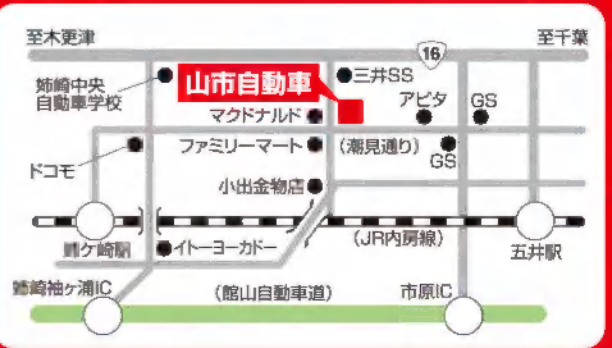 至木更津
至千葉
16
姉崎中央
自動車学校
山市自動車
三井SS
アピタ
GS
マクドナルド
ドコモ
ファミリーマート
(潮見通り)
GS
小出金物店
姉ケ崎駅
イトーヨーカドー
(JR内房線)
五井駅
姉崎袖ヶ浦IC
(館山自動車道)
市原IC